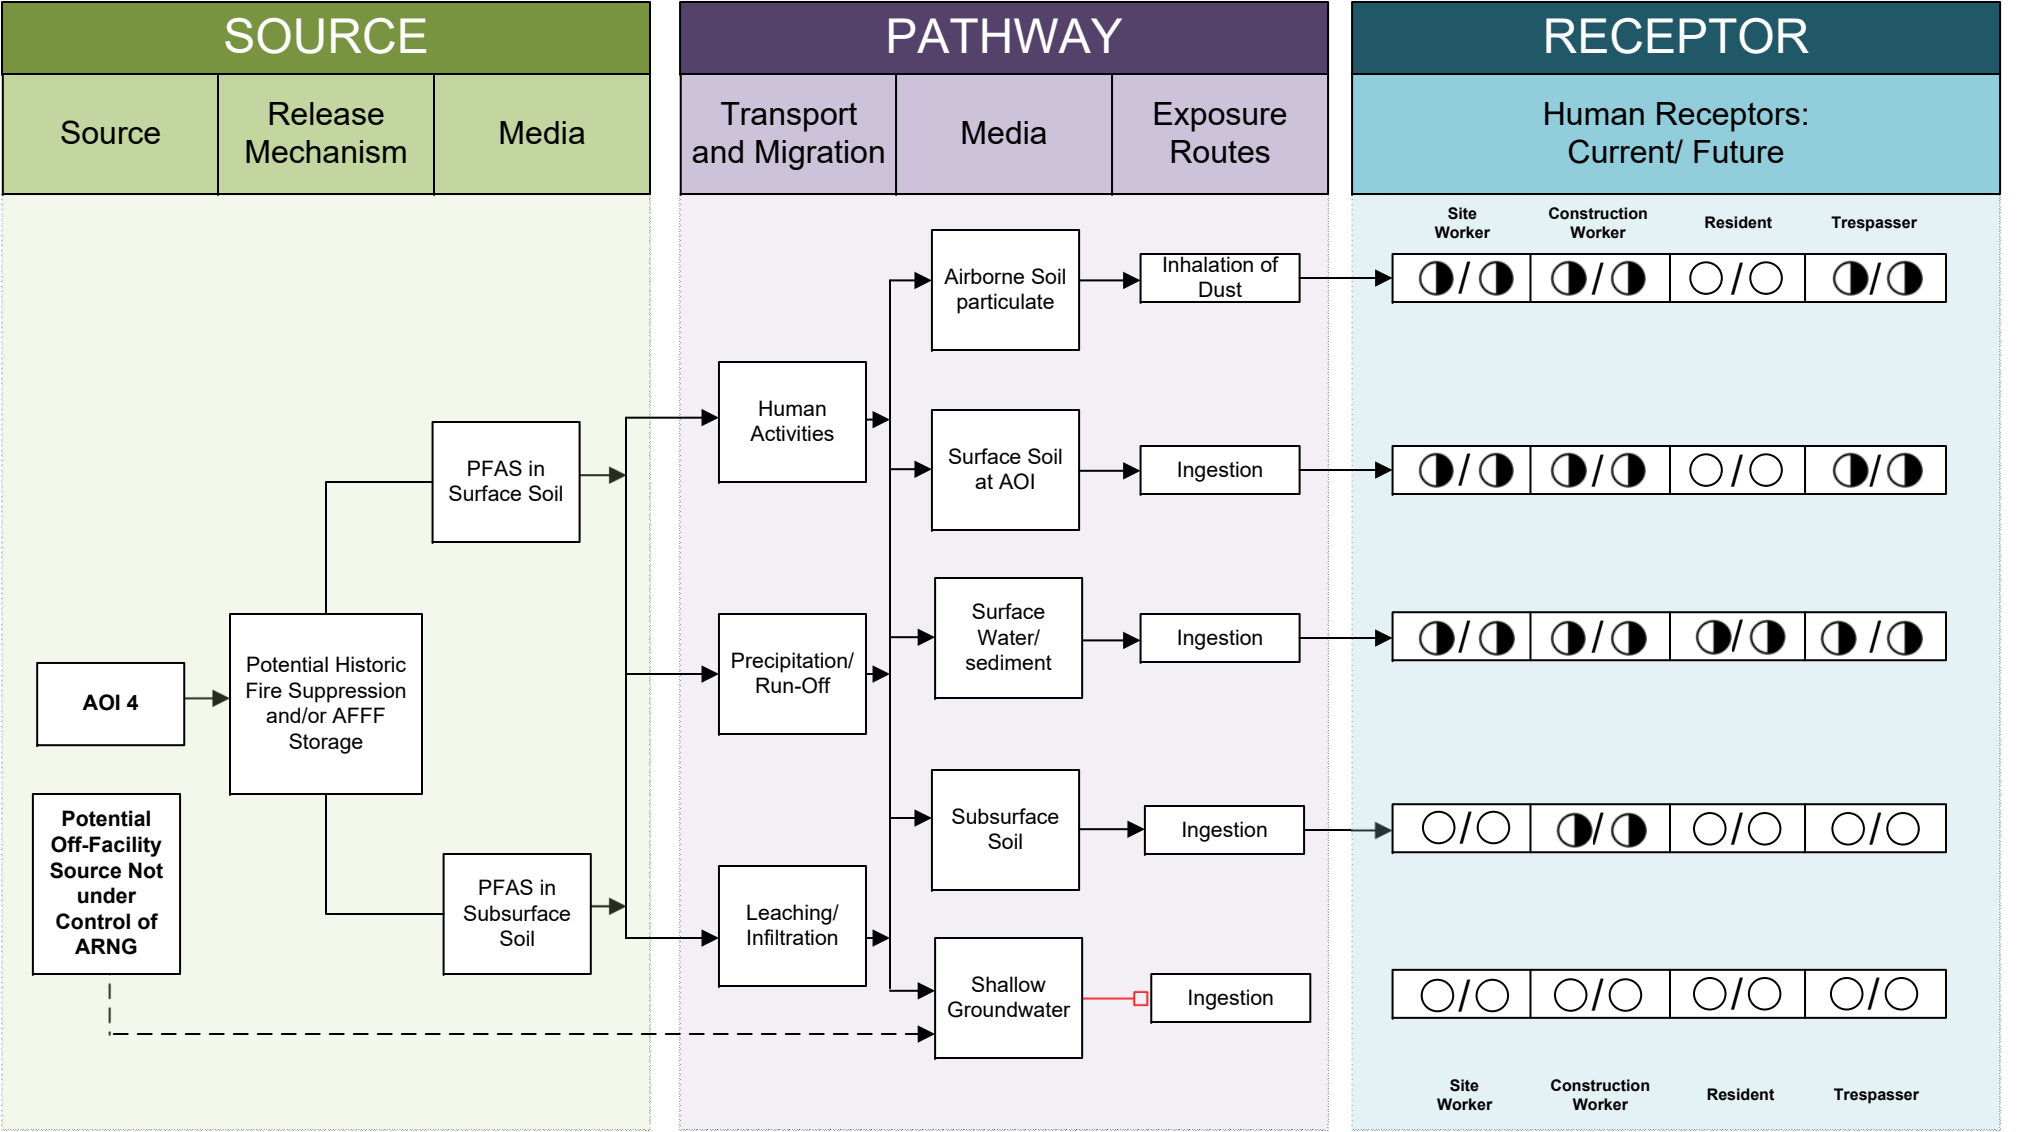 SOURCE
PATHWAY
RECEPTOR
Source
Release
Mechanism
Media
Transport
and Migration
Media
Exposure
Routes
Human Receptors:
Current/ Future
Site
Worker
Construction
Worker
Resident
Trespasser
Airborne Soil
particulate
Inhalation of
Dust
/
/
/
/
Human
Activities
PFAS in
Surface Soil
Surface Soil
at AOI
Ingestion
/
/
/
/
Surface
Water/
sediment
Ingestion
/
/
/
/
AOI 4
Potential Historic
Fire Suppression
and/or AFFF
Storage
Precipitation/
Run-Off
Potential
Off-Facility
Source Not
under
Control of
ARNG
PFAS in
Subsurface
Soil
Subsurface
Soil
Ingestion
/
/
/
/
Leaching/
Infiltration
Shallow
Groundwater
Ingestion
/
/
/
/
Site
Worker
Construction
Worker
Resident
Trespasser